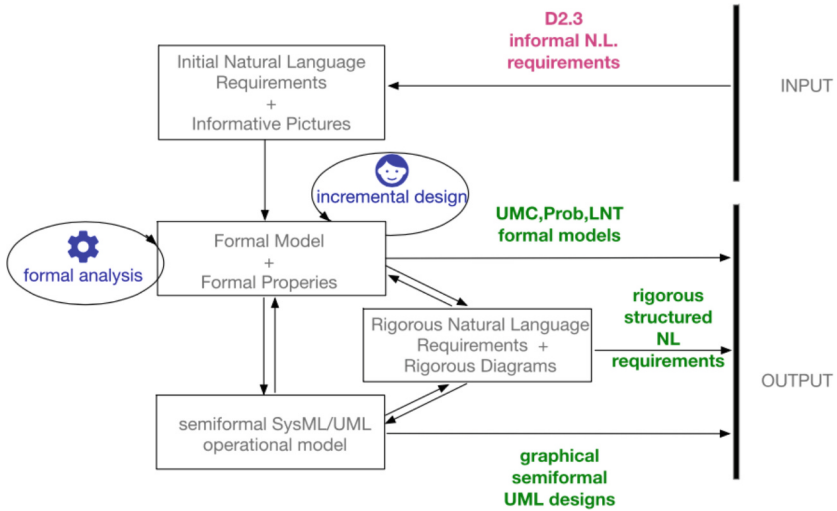 D2.3
informal N.L.
requirements
INPUT
Initial Natural Language
Requirements
+
Informative Pictures
incremental design
UMC,Prob,LNT
formal models
Formal Model
+
Formal Properies
formal analysis
rigorous
structured
NL
requirements
Rigorous Natural Language
Requirements +
Rigorous Diagrams
OUTPUT
semiformal SysML/UML
operational model
graphical
semiformal
UML designs